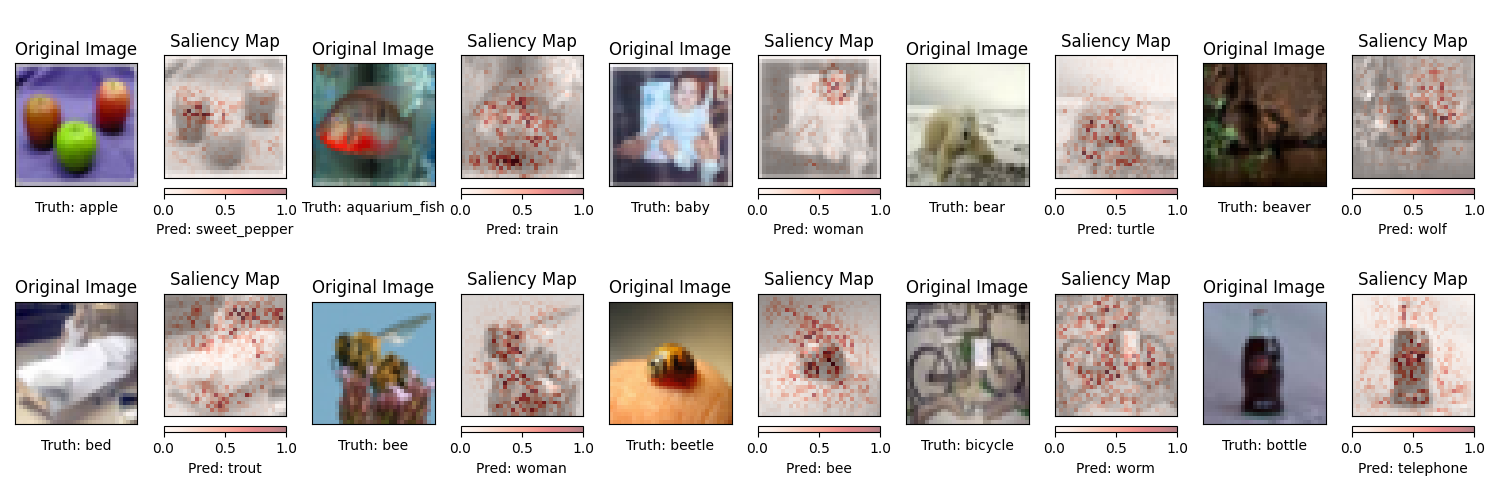 Original Image
Saliency Map
Original Image
Saliency Map
Original Image
Saliency Map
Original Image
Saliency Map
Original Image
Saliency Map
Truth: apple
0.0 0.5 1.0
Pred: sweet_pepper
Truth: aquarium_fish
0.0 0.5 1.0
Pred: train
Truth: baby
0.0 0.5 1.0
Pred: woman
Truth: bear
0.0 0.5 1.0
Pred: turtle
Truth: beaver
0.0 0.5 1.0
Pred: wolf
Original Image
Saliency Map
Original Image
Saliency Map
Original Image
Saliency Map
Original Image
Saliency Map
Original Image
Saliency Map
Truth: bed
0.0 0.5 1.0
Pred: trout
Truth: bee
0.0 0.5 1.0
Pred: woman
Truth: beetle
0.0 0.5 1.0
Pred: bee
Truth: bicycle
0.0 0.5 1.0
Pred: worm
Truth: bottle
0.0 0.5 1.0
Pred: telephone